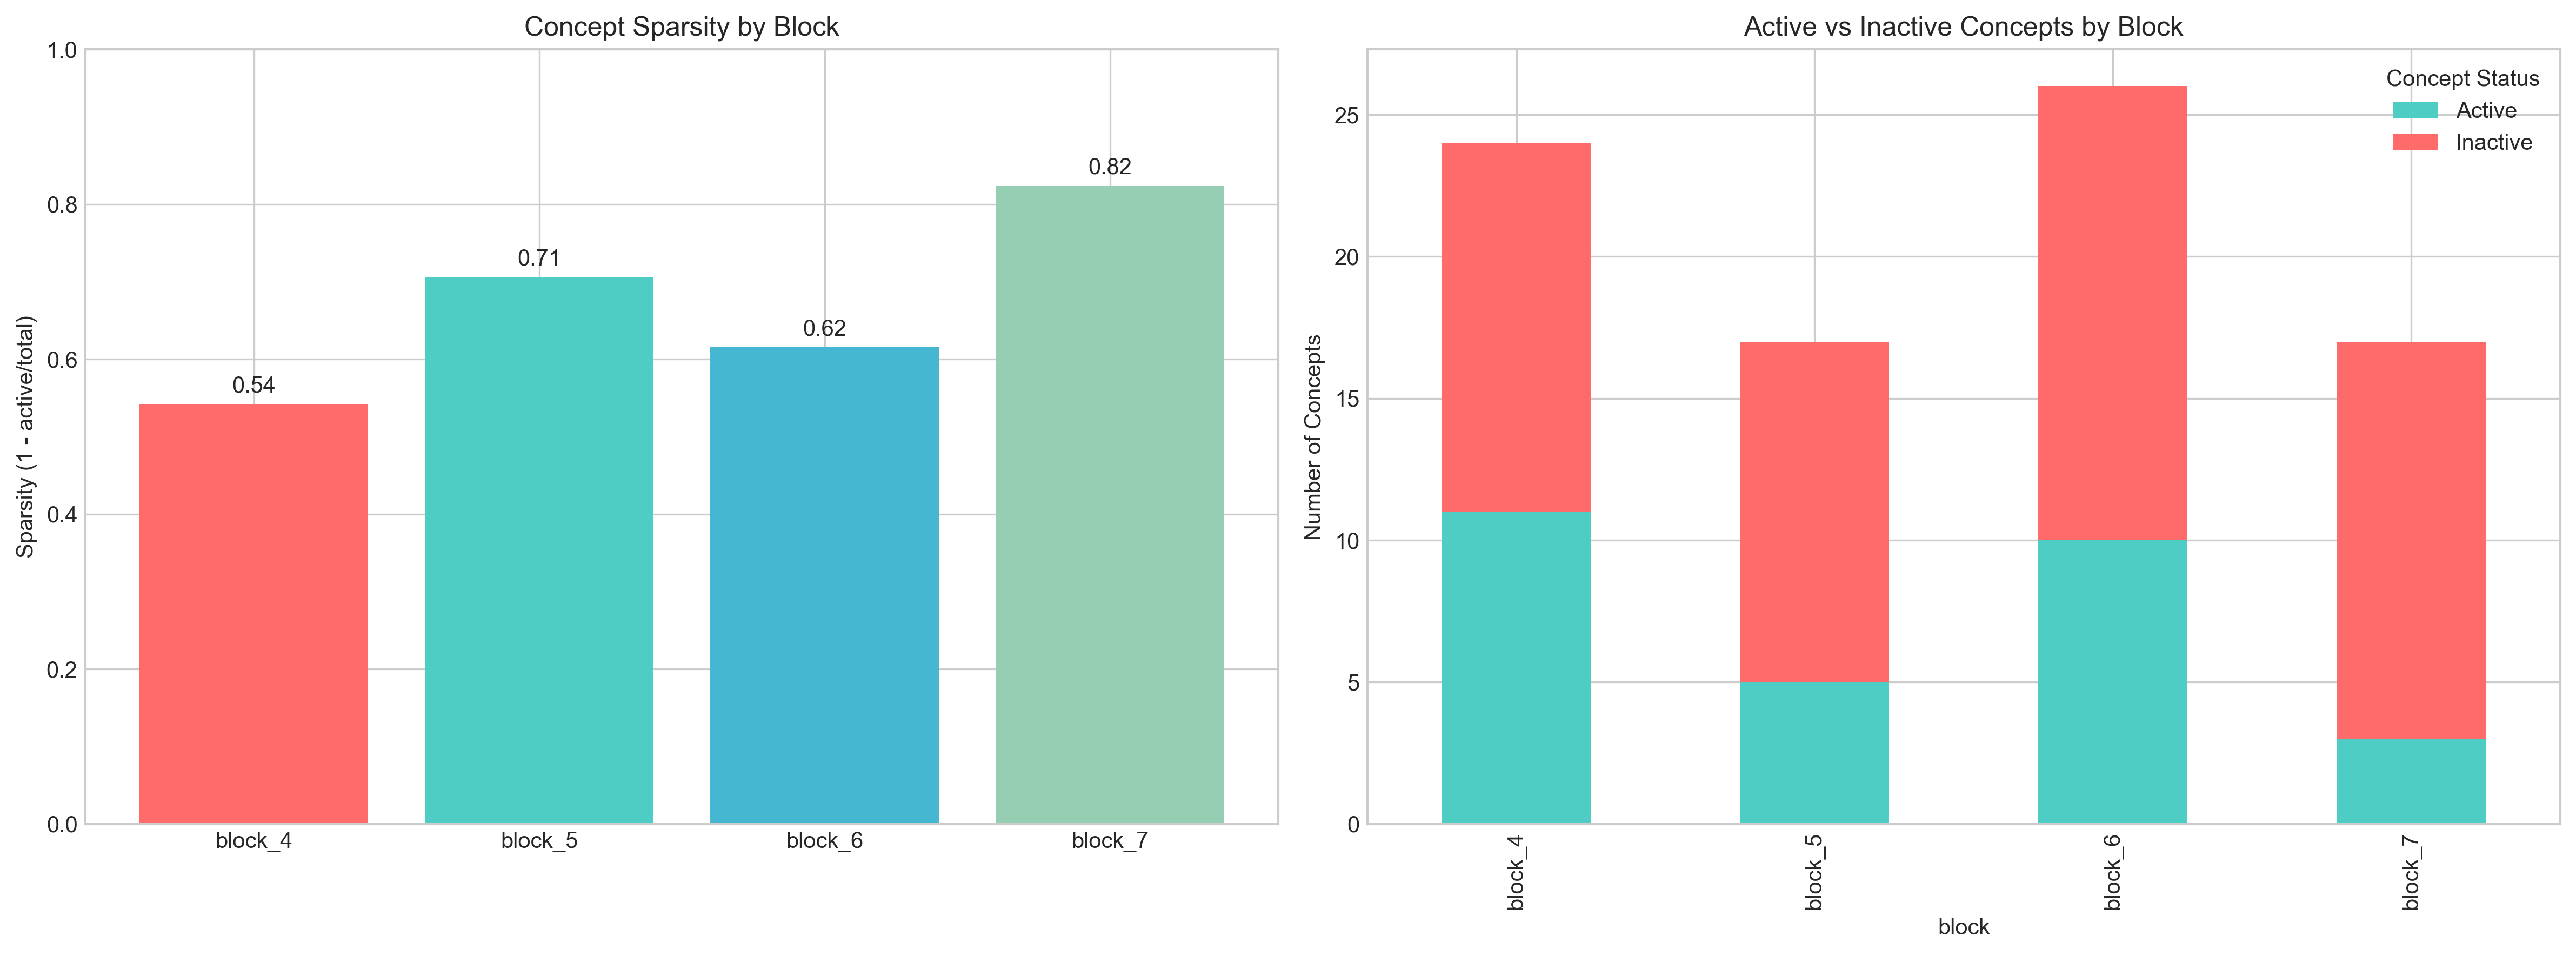 Concept Sparsity by Block
Sparsity (1 - active/total)
1.0
0.8
0.6
0.4
0.2
0.0
0.54
0.71
0.62
0.82
block_4
block_5
block_6
block_7
Active vs Inactive Concepts by Block
Number of Concepts
25
20
15
10
5
0
Concept Status
Active
Inactive
block_4
block_5
block_6
block_7
block